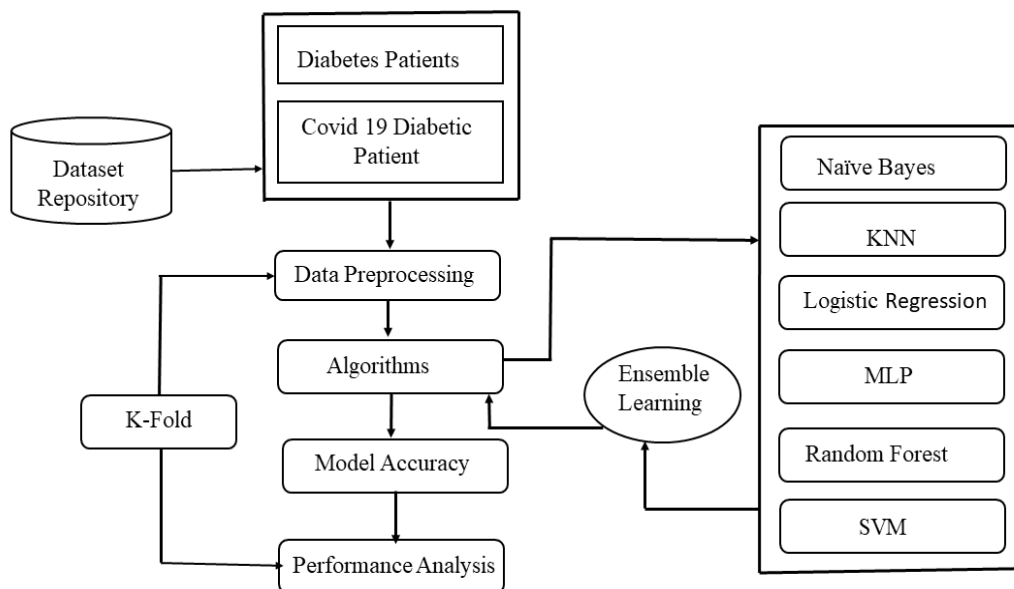 Diabetes Patients
Covid 19 Diabetic
Patient
Dataset
Repository
Data Preprocessing
Algorithms
K-Fold
Model Accuracy
Performance Analysis
Ensemble
Learning
Naïve Bayes
KNN
Logistic Regression
MLP
Random Forest
SVM